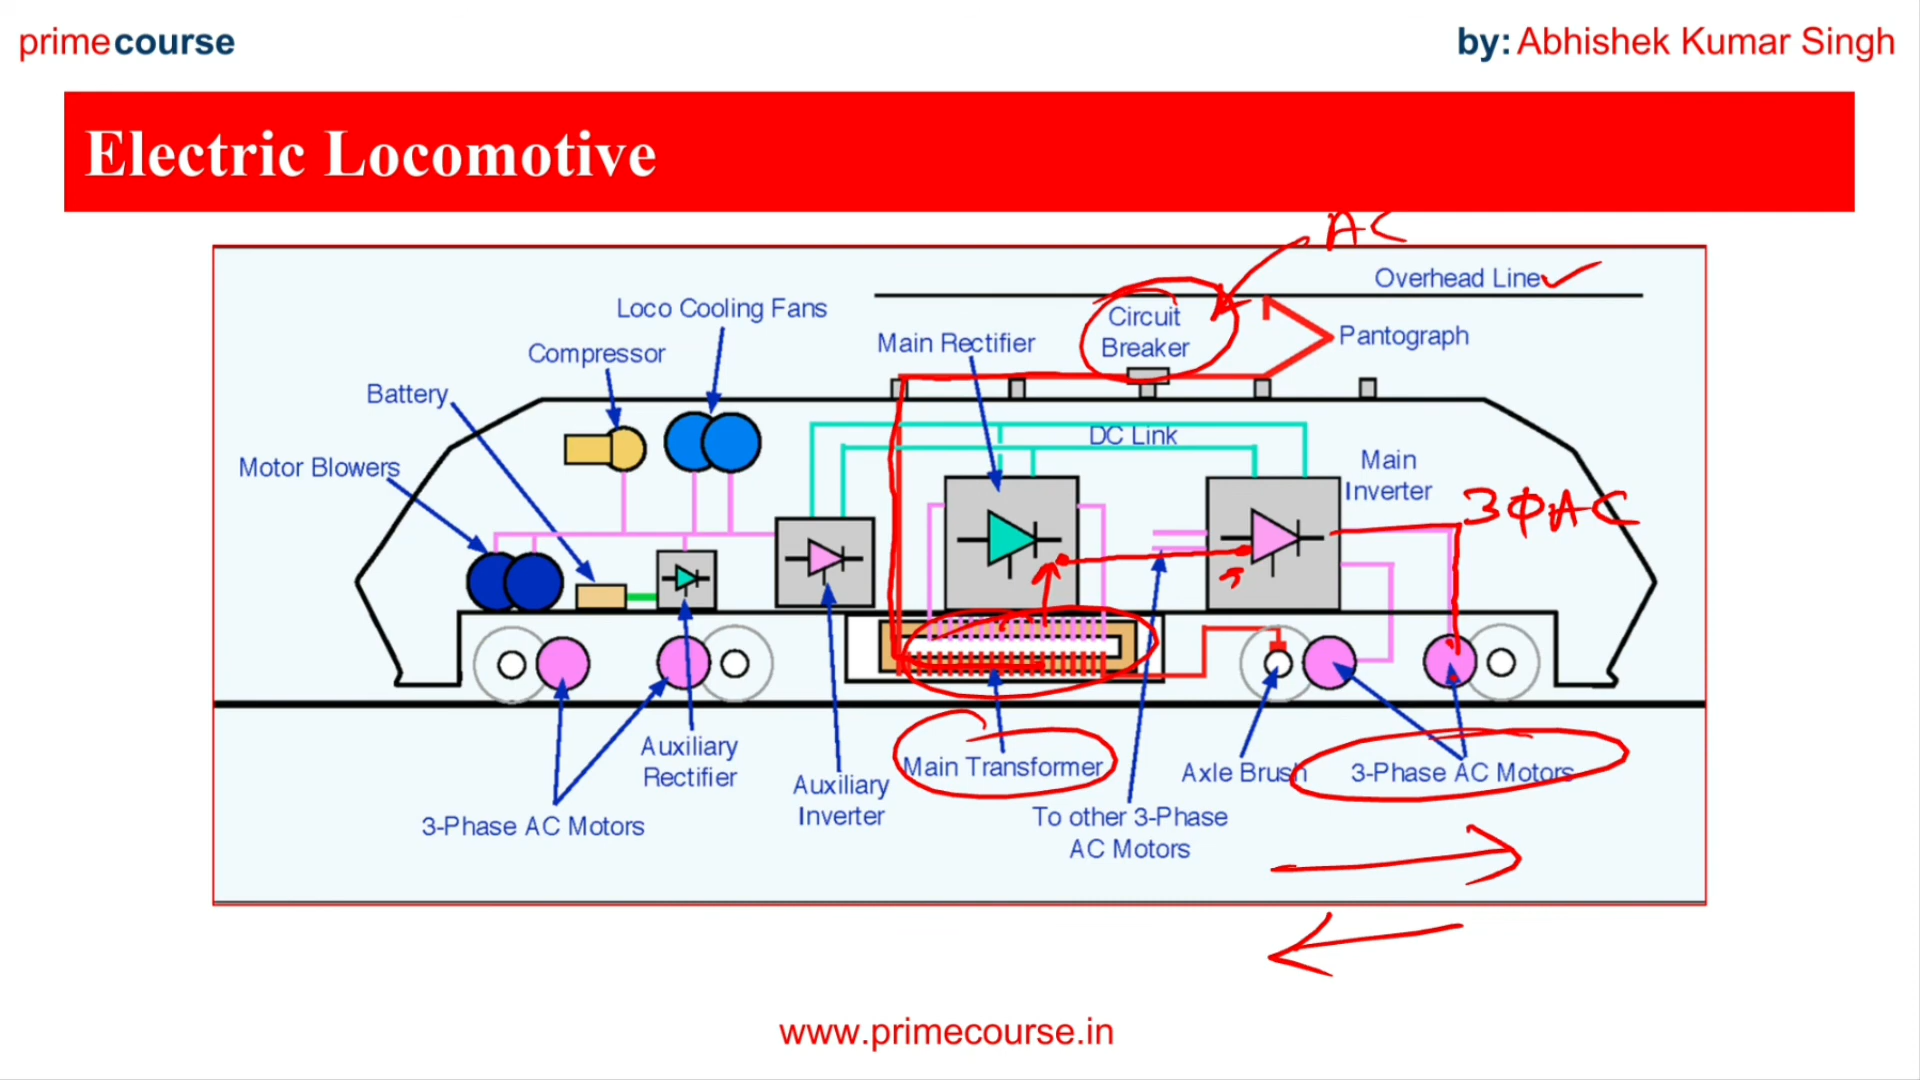 primecourse
by: Abhishek Kumar Singh
Electric Locomotive
AC
Overhead Line
Loco Cooling Fans
Circuit
Breaker
Main Rectifier
Pantograph
Compressor
Battery
DC Link
Motor Blowers
Main
Inverter
3ΦAC
Auxiliary
Rectifier
Main Transformer
Axle Brush
3-Phase AC Motors
Auxiliary
Inverter
To other 3-Phase
AC Motors
3-Phase AC Motors
www.primecourse.in